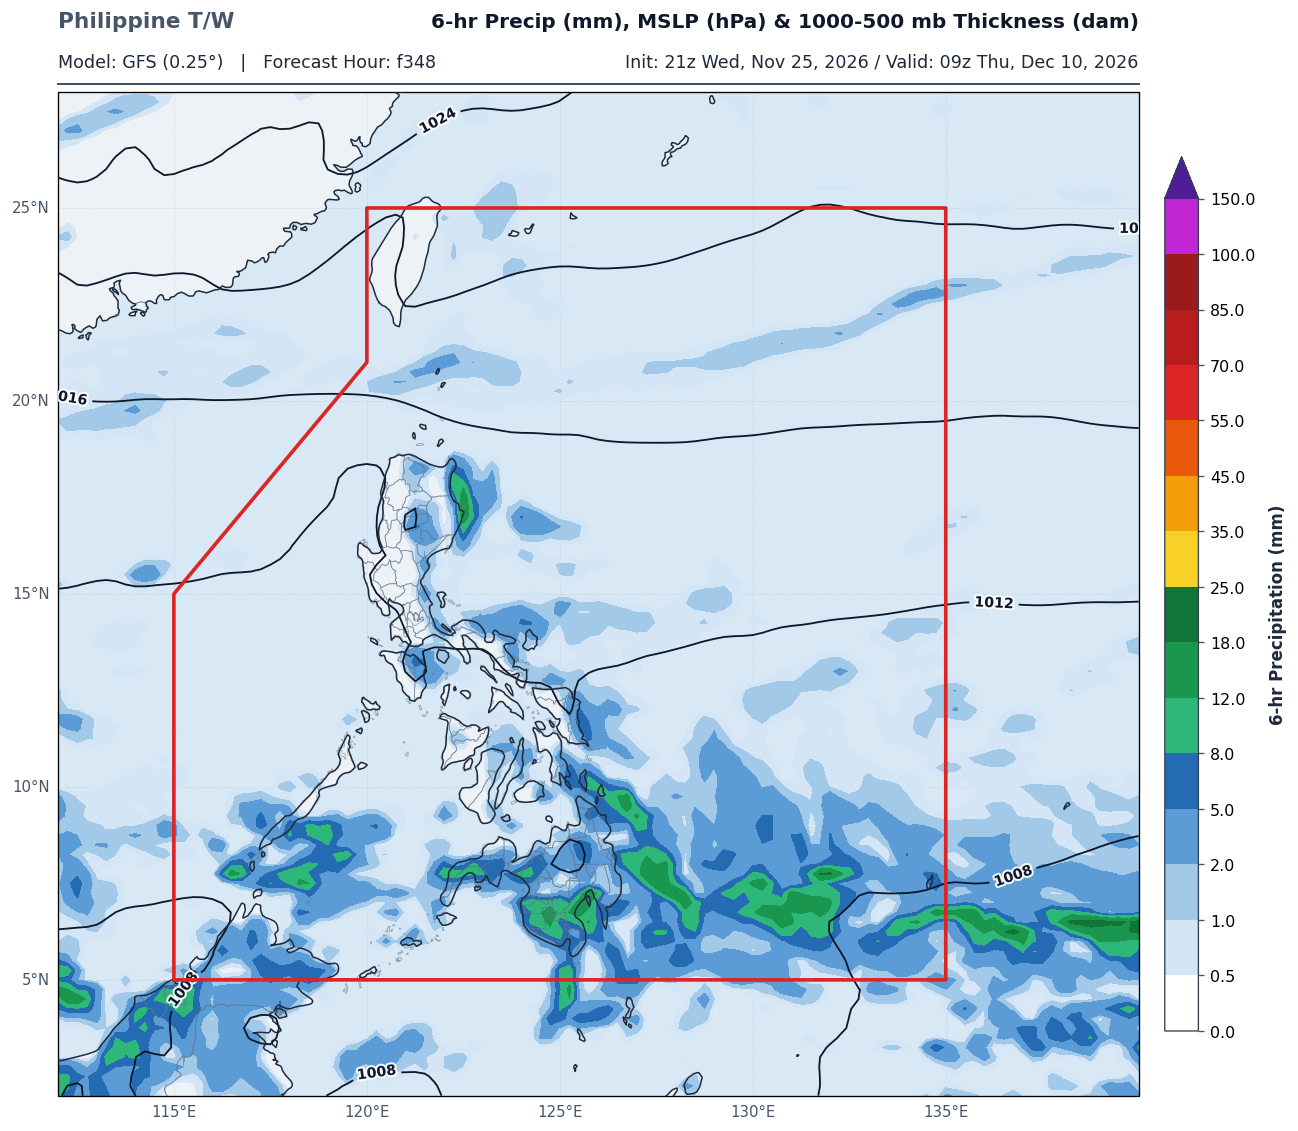 Philippine T/W
6-hr Precip (mm), MSLP (hPa) & 1000-500 mb Thickness (dam)
Model: GFS (0.25°)   |   Forecast Hour: f348
Init: 21z Wed, Nov 25, 2026 / Valid: 09z Thu, Dec 10, 2026
1024
25°N
10
20°N
016
15°N
1012
10°N
1008
5°N
1008
1008
115°E
120°E
125°E
130°E
135°E
150.0
100.0
85.0
70.0
55.0
45.0
35.0
25.0
18.0
12.0
8.0
5.0
2.0
1.0
0.5
0.0
6-hr Precipitation (mm)